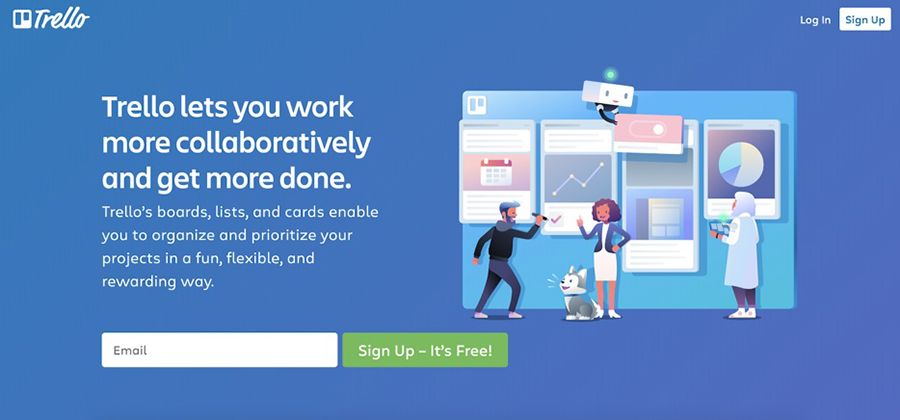 Trello
Log In
Sign Up
Trello lets you work
more collaboratively
and get more done.
Trello’s boards, lists, and cards enable
you to organize and prioritize your
projects in a fun, flexible, and
rewarding way.
Email
Sign Up – It’s Free!